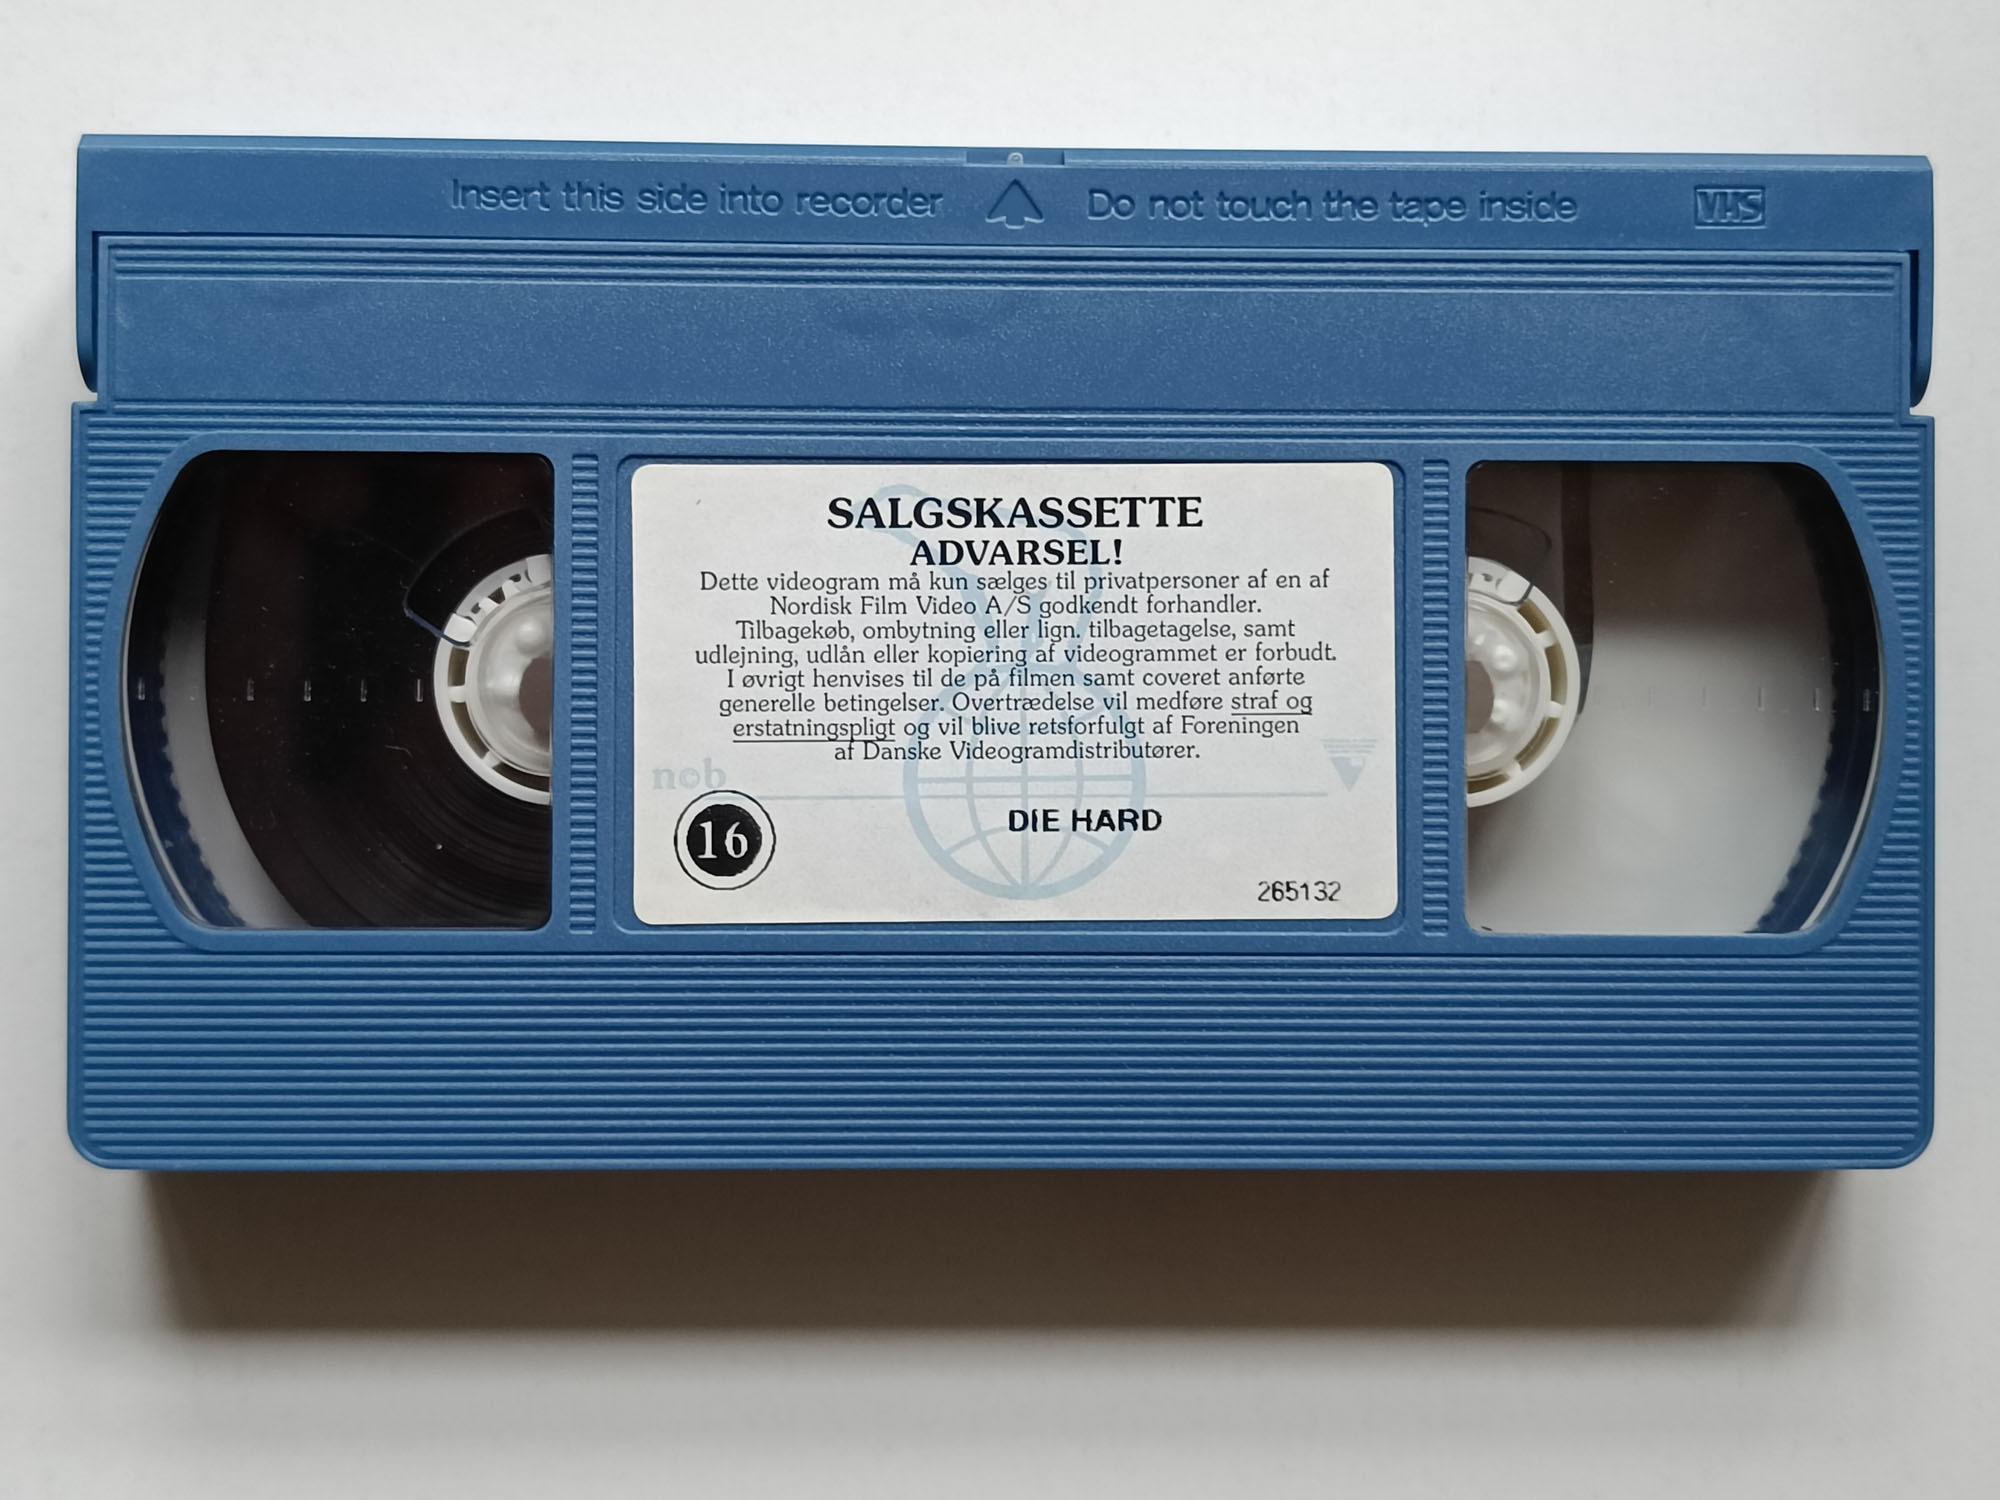 Insert this side into recorder Do not touch the tape inside VHS
SALGSKASSETTE
ADVARSEL!
Dette videogram må kun sælges til privatpersoner af en af
Nordisk Film Video A/S godkendt forhandler.
Tilbagekøb, ombytning eller lign. tilbagetagelse, samt
udlejning, udlån eller kopiering af videogrammet er forbudt.
I øvrigt henvises til de på filmen samt coveret anførte
generelle betingelser. Overtrædelse vil medføre straf og
erstatningspligt og vil blive retsforfulgt af Foreningen
af Danske Videogramdistributører.
ncb
DIE HARD
16
265132